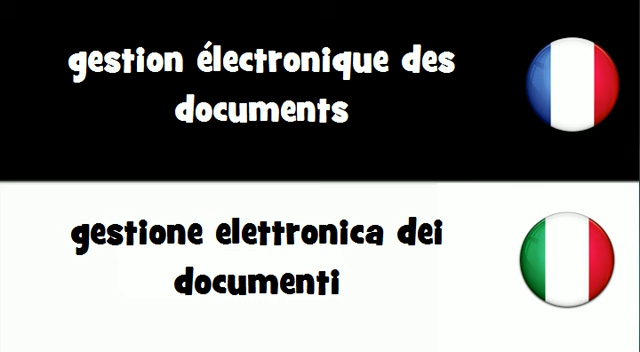 gestion électronique des
documents
gestione elettronica dei
documenti